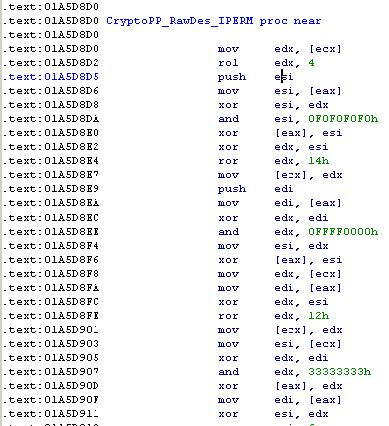 .text:01A5D8D0
.text:01A5D8D0 CryptoPP_RawDes_IPERM proc near
.text:01A5D8D0
.text:01A5D8D0 mov edx, [ecx]
.text:01A5D8D2 rol edx, 4
.text:01A5D8D5 push esi
.text:01A5D8D6 mov esi, [eax]
.text:01A5D8D8 xor esi, edx
.text:01A5D8DA and esi, 0F0F0F0F0h
.text:01A5D8E0 xor [eax], esi
.text:01A5D8E2 xor edx, esi
.text:01A5D8E4 ror edx, 14h
.text:01A5D8E7 mov [ecx], edx
.text:01A5D8E9 push edi
.text:01A5D8EA mov edi, [eax]
.text:01A5D8EC xor edx, edi
.text:01A5D8EE and edx, 0FFFF0000h
.text:01A5D8F4 mov esi, edx
.text:01A5D8F6 xor [eax], esi
.text:01A5D8F8 mov edx, [ecx]
.text:01A5D8FA mov edi, [eax]
.text:01A5D8FC xor edx, esi
.text:01A5D8FE ror edx, 12h
.text:01A5D901 mov [ecx], edx
.text:01A5D903 mov esi, [ecx]
.text:01A5D905 xor edx, edi
.text:01A5D907 and edx, 33333333h
.text:01A5D90D xor [eax], edx
.text:01A5D90F mov edi, [eax]
.text:01A5D911 xor esi, edx